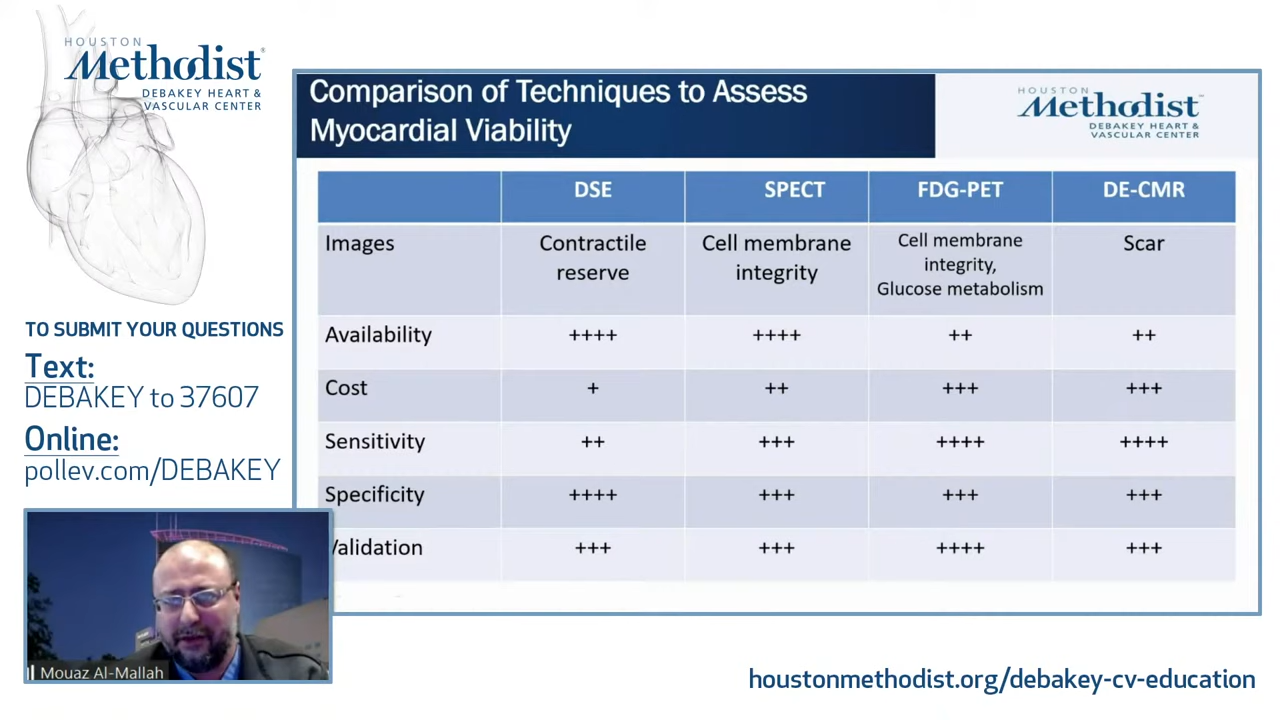 HOUSTON
Methodist
DEBAKEY HEART &
VASCULAR CENTER
TO SUBMIT YOUR QUESTIONS
Text:
DEBAKEY to 37607
Online:
pollev.com/DEBAKEY
Mouaz Al-Mallah
Comparison of Techniques to Assess
Myocardial Viability
HOUSTON
Methodist
DEBAKEY HEART &
VASCULAR CENTER
DSE SPECT FDG-PET DE-CMR
Images Contractile reserve Cell membrane integrity Cell membrane integrity, Glucose metabolism Scar
Availability ++++ ++++ ++ ++
Cost + ++ +++ +++
Sensitivity ++ +++ ++++ ++++
Specificity ++++ +++ +++ +++
Validation +++ +++ ++++ +++
houstonmethodist.org/debakey-cv-education